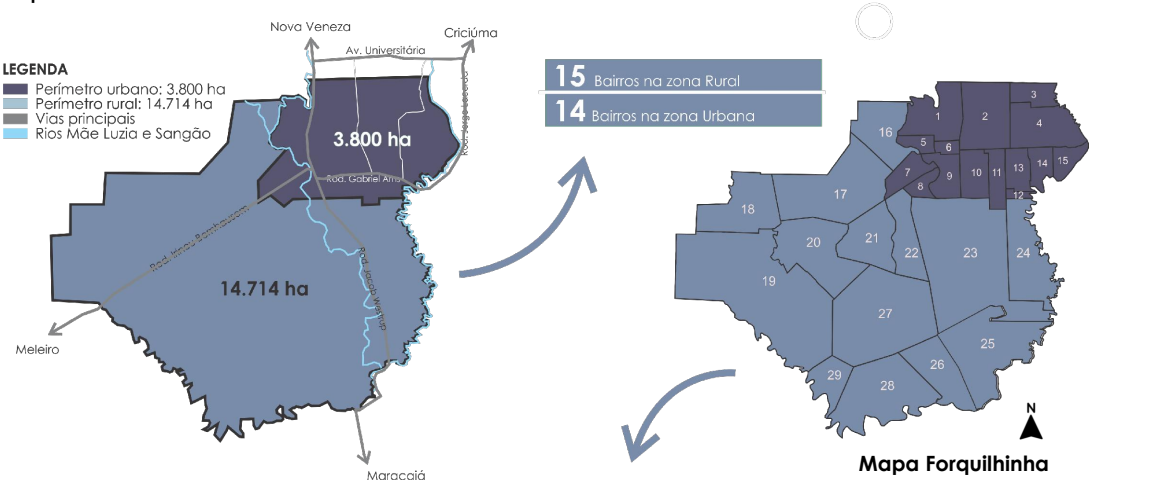 Nova Veneza
Criciúma
Av. Universitária
LEGENDA
Perímetro urbano: 3.800 ha
Perímetro rural: 14.714 ha
Vias principais
Rios Mãe Luzia e Sangão
3.800 ha
Rod. Gabriel
14.714 ha
Rod. Jacob Westrup
Meleiro
Maracajá
15 Bairros na zona Rural
14 Bairros na zona Urbana
1
2
3
4
5
6
7
8
9
10
11
12
13
14
15
16
17
18
19
20
21
22
23
24
25
26
27
28
29
N
Mapa Forquilhinha